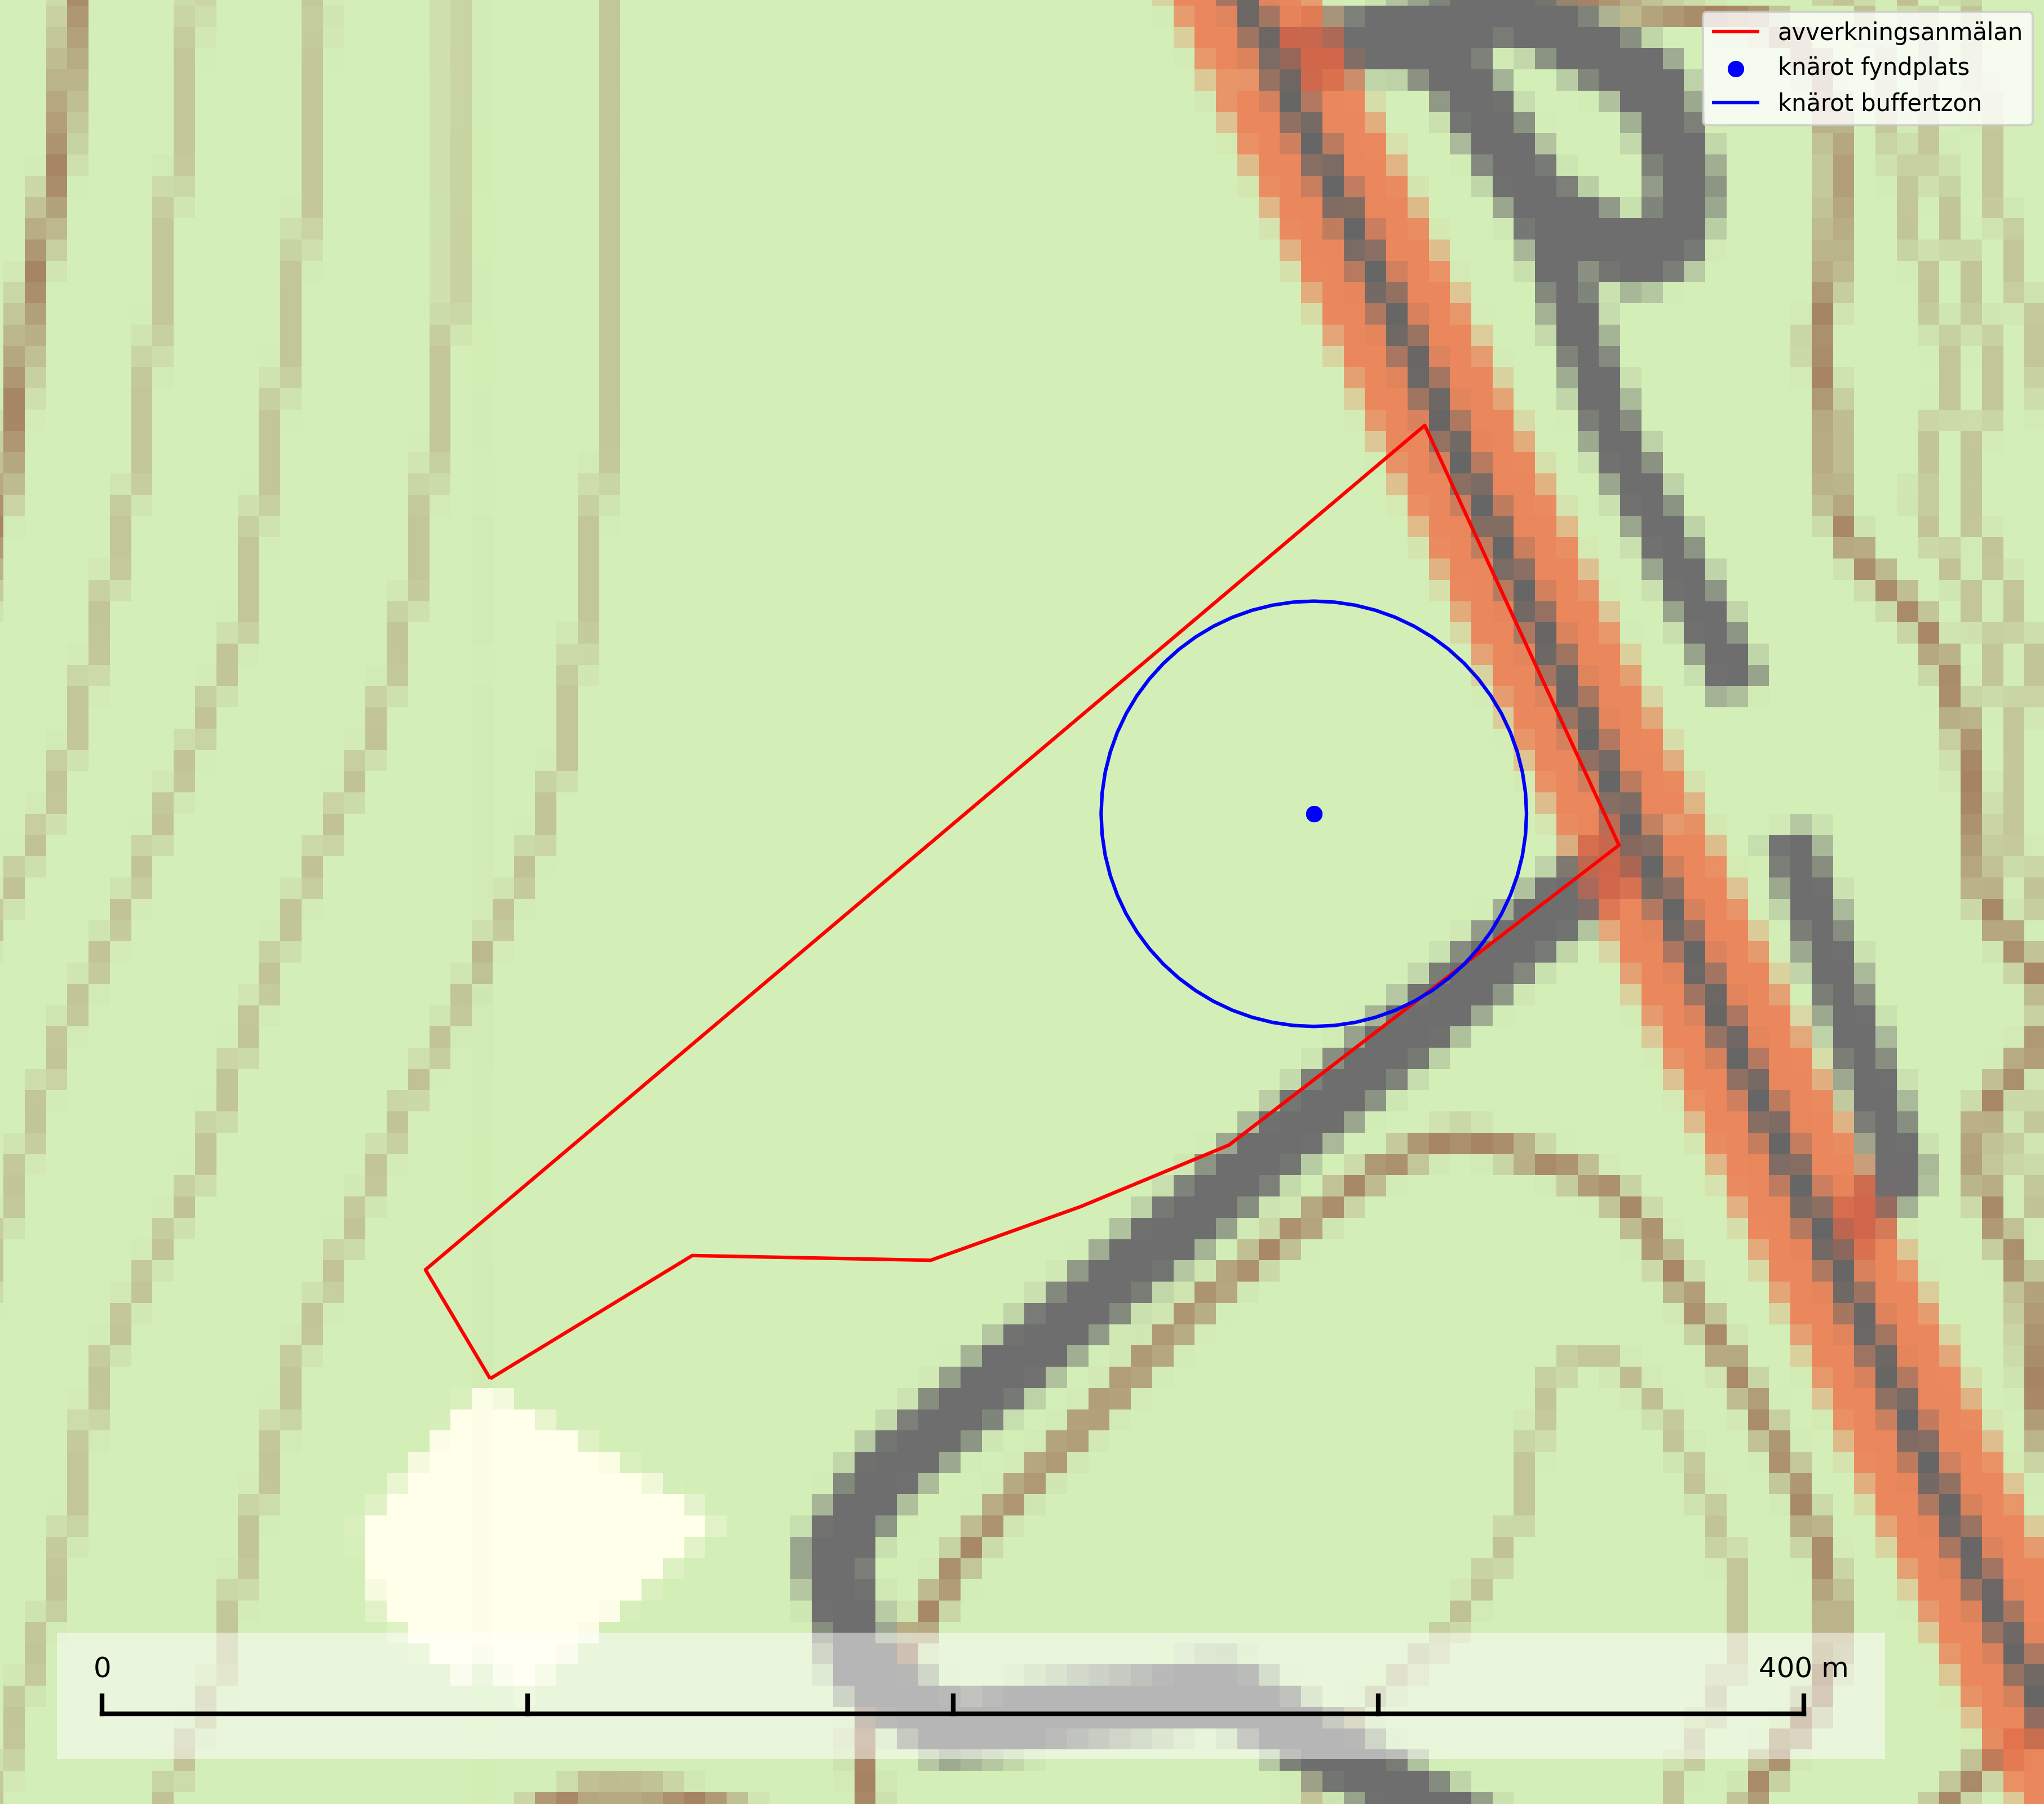 avverkningsanmälan
knärot fyndplats
knärot buffertzon
0
400 m